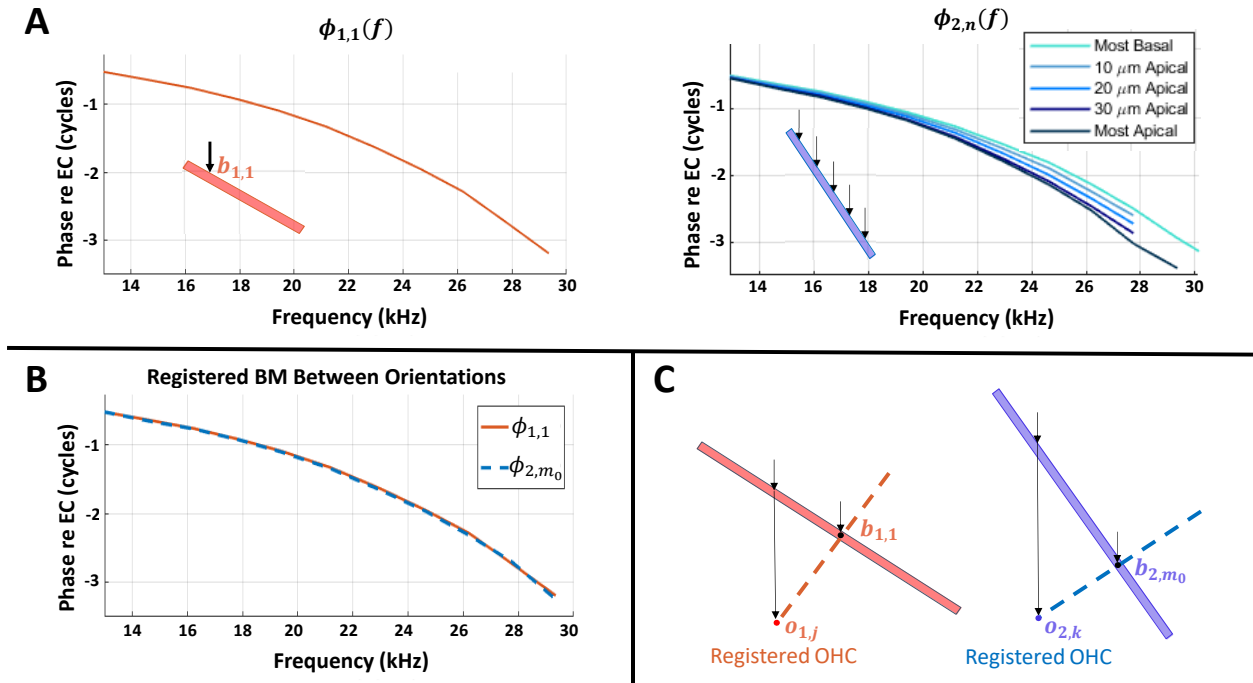 A
ϕ1,1(f)
Phase re EC (cycles)
-1
-2
-3
b1,1
14 16 18 20 22 24 26 28 30
Frequency (kHz)
ϕ2,n(f)
Phase re EC (cycles)
-1
-2
-3
Most Basal
10 μm Apical
20 μm Apical
30 μm Apical
Most Apical
14 16 18 20 22 24 26 28 30
Frequency (kHz)
B
Registered BM Between Orientations
Phase re EC (cycles)
-1
-2
-3
ϕ1,1
ϕ2,m0
14 16 18 20 22 24 26 29 30
Frequency (kHz)
C
b1,1
o1,j
Registered OHC
b2,m0
o2,k
Registered OHC